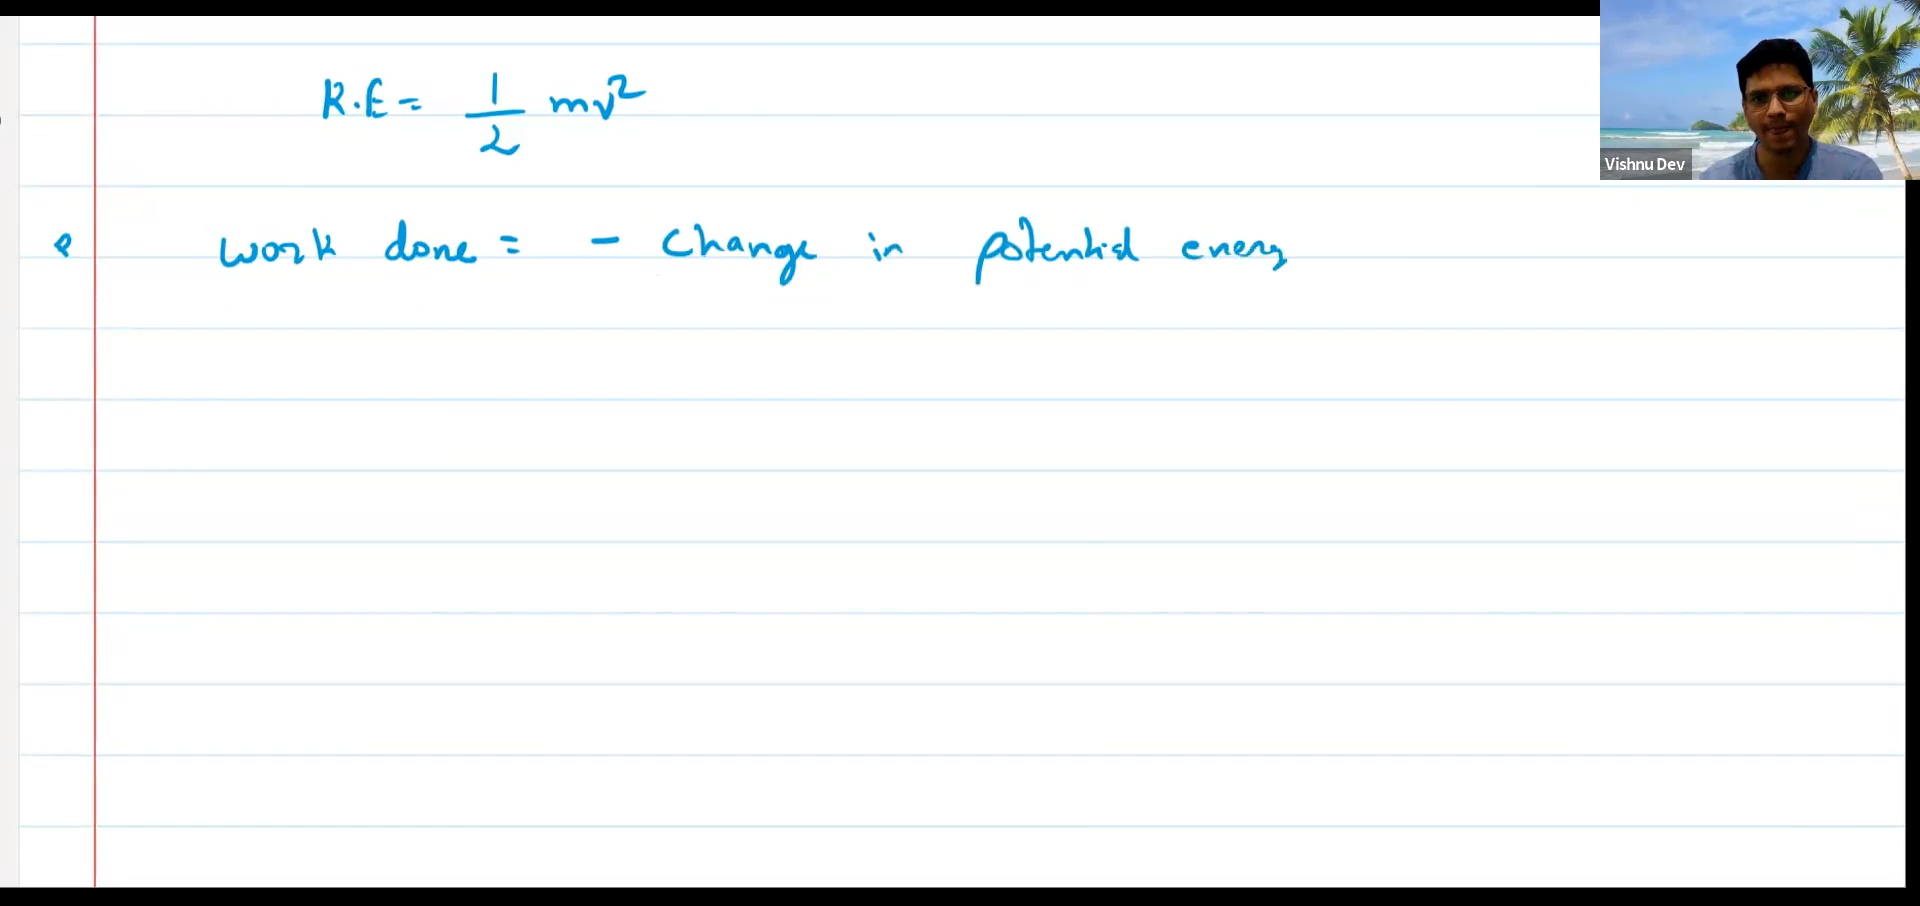 K.E = 1/2 mv²
Vishnu Dev
work done = - change in potential energy